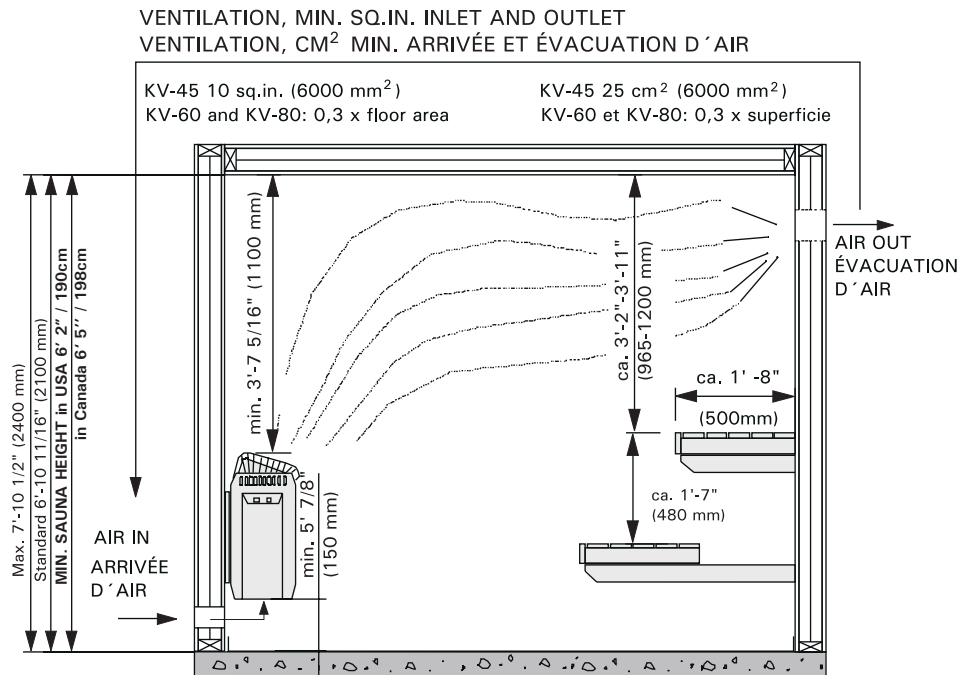 VENTILATION, MIN. SQ.IN. INLET AND OUTLET
VENTILATION, CM² MIN. ARRIVÉE ET ÉVACUATION D´AIR
KV-45 10 sq.in. (6000 mm²)
KV-60 and KV-80: 0,3 x floor area
KV-45 25 cm² (6000 mm²)
KV-60 et KV-80: 0,3 x superficie
Max. 7'-10 1/2" (2400 mm)
Standard 6'-10 11/16" (2100 mm)
MIN. SAUNA HEIGHT in USA 6´ 2´´ / 190cm
in Canada 6´ 5´´ / 198cm
min. 3'-7 5/16" (1100 mm)
ca. 3'-2"-3'-11"
(965-1200 mm)
AIR OUT
ÉVACUATION
D´AIR
ca. 1' -8"
(500mm)
ca. 1'-7"
(480 mm)
min. 5' 7/8"
(150 mm)
AIR IN
ARRIVÉE
D´AIR